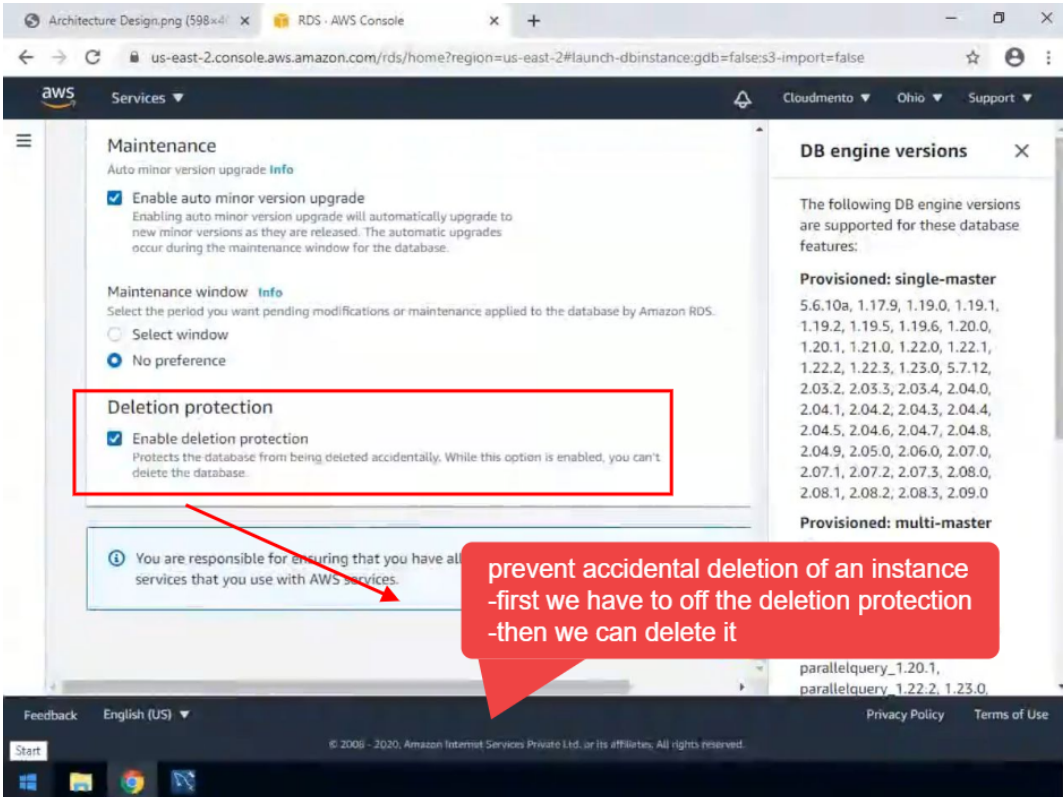 Architecture Design.png (598×4
RDS - AWS Console
us-east-2.console.aws.amazon.com/rds/home?region=us-east-2#launch-dbinstance:gdb=false:s3-import=false
aws
Services
Cloudmento
Ohio
Support
Maintenance
Auto minor version upgrade Info
Enable auto minor version upgrade
Enabling auto minor version upgrade will automatically upgrade to
new minor versions as they are released. The automatic upgrades
occur during the maintenance window for the database.
Maintenance window Info
Select the period you want pending modifications or maintenance applied to the database by Amazon RDS.
Select window
No preference
Deletion protection
Enable deletion protection
Protects the database from being deleted accidentally. While this option is enabled, you can't
delete the database.
You are responsible for ensuring that you have all
services that you use with AWS services.
prevent accidental deletion of an instance
-first we have to off the deletion protection
-then we can delete it
DB engine versions
The following DB engine versions
are supported for these database
features:
Provisioned: single-master
5.6.10a, 1.17.9, 1.19.0, 1.19.1,
1.19.2, 1.19.5, 1.19.6, 1.20.0,
1.20.1, 1.21.0, 1.22.0, 1.22.1,
1.22.2, 1.22.3, 1.23.0, 5.7.12,
2.03.2, 2.03.3, 2.03.4, 2.04.0,
2.04.1, 2.04.2, 2.04.3, 2.04.4,
2.04.5, 2.04.6, 2.04.7, 2.04.8,
2.04.9, 2.05.0, 2.06.0, 2.07.0,
2.07.1, 2.07.2, 2.07.3, 2.08.0,
2.08.1, 2.08.2, 2.08.3, 2.09.0
Provisioned: multi-master
parallelquery_1.20.1,
parallelquery_1.22.2, 1.23.0,
Feedback
English (US)
Privacy Policy
Terms of Use
© 2008 - 2020, Amazon Internet Services Private Ltd. or its affiliates. All rights reserved.
Start